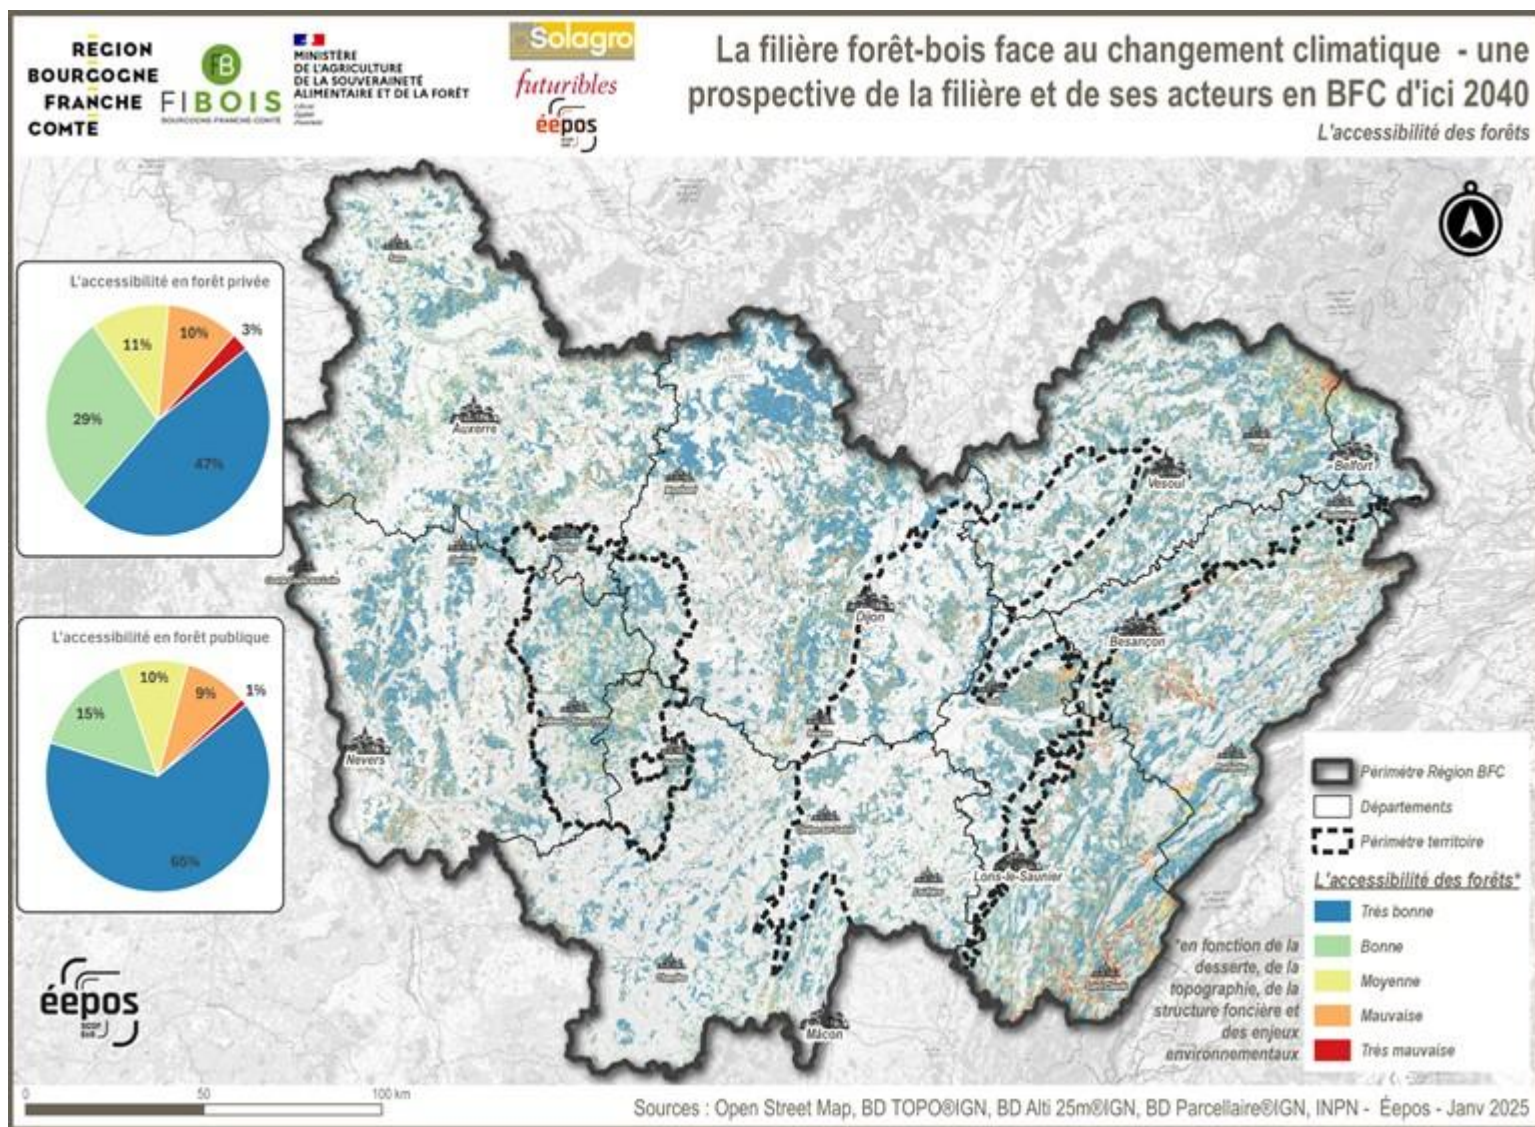 RÉGION
BOURGOGNE
FRANCHE
COMTÉ
FIBOIS
BOURGOGNE-FRANCHE-COMTÉ
MINISTÈRE
DE L'AGRICULTURE
DE LA SOUVERAINETÉ
ALIMENTAIRE ET DE LA FORÊT
Solagro
futuribles
éepos
La filière forêt-bois face au changement climatique - une
prospective de la filière et de ses acteurs en BFC d'ici 2040
L'accessibilité des forêts
L'accessibilité en forêt privée
11%
10%
3%
29%
47%
L'accessibilité en forêt publique
10%
9%
1%
15%
65%
Auxerre
Vesoul
Belfort
Dijon
Besançon
Nevers
Lons-le-Saunier
Mâcon
Périmètre Région BFC
Départements
Périmètre territoire
L'accessibilité des forêts*
Très bonne
Bonne
Moyenne
Mauvaise
Très mauvaise
*en fonction de la
desserte, de la
topographie, de la
structure foncière et
des enjeux
environnementaux
éepos
0 50 100 km
Sources : Open Street Map, BD TOPO®IGN, BD Alti 25m®IGN, BD Parcellaire®IGN, INPN - Éepos - Janv 2025